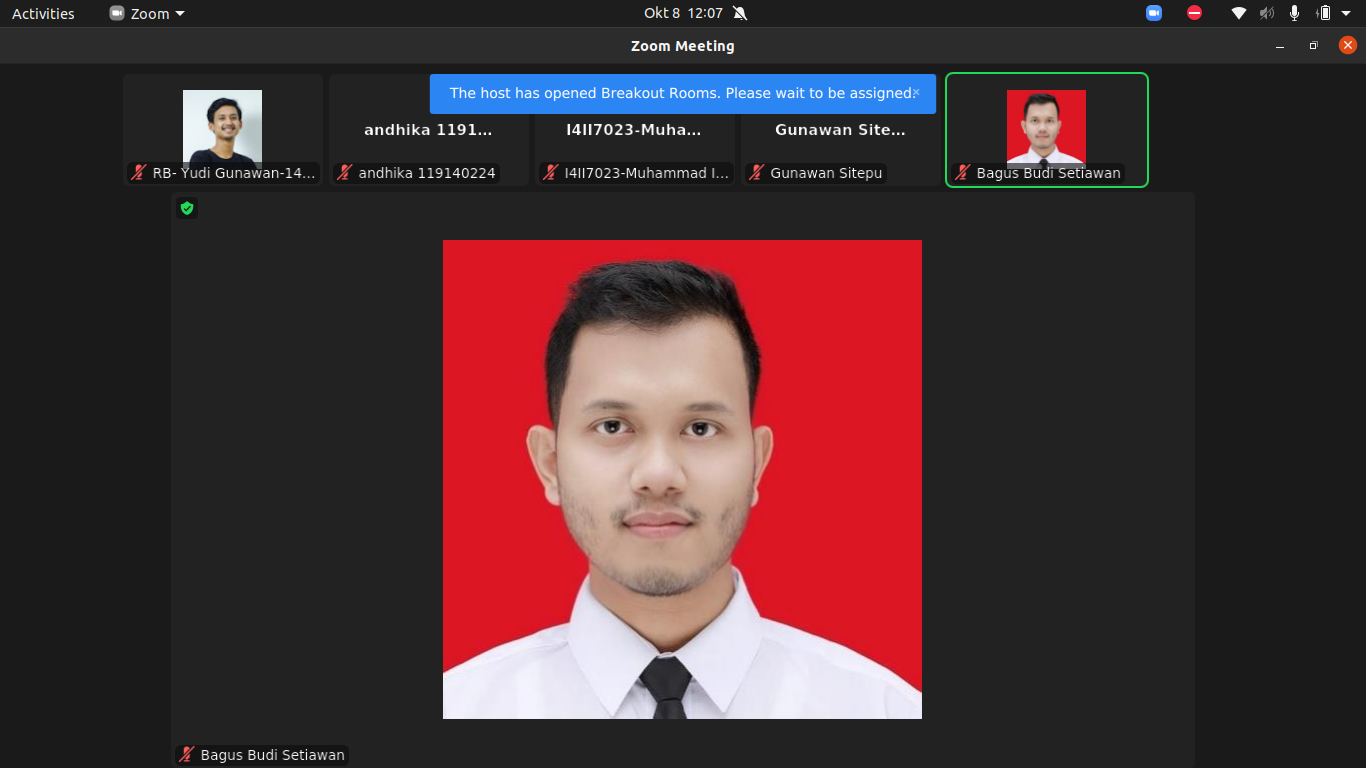 Activities
Zoom
Okt 8 12:07
Zoom Meeting
The host has opened Breakout Rooms. Please wait to be assigned.
andhika 1191...
I4II7023-Muha...
Gunawan Site...
RB- Yudi Gunawan-14...
andhika 119140224
I4II7023-Muhammad I...
Gunawan Sitepu
Bagus Budi Setiawan
Bagus Budi Setiawan